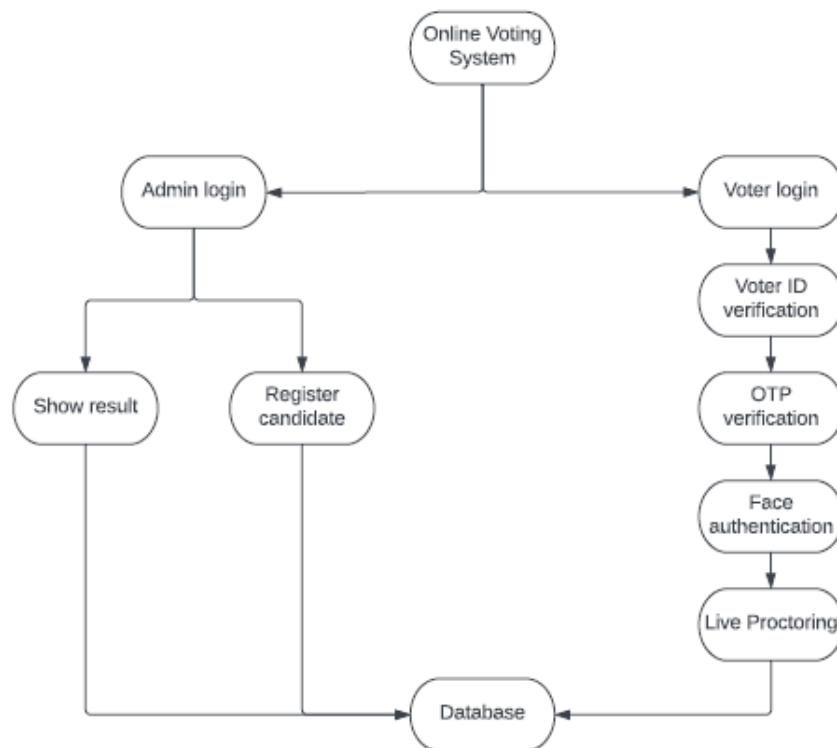 Online Voting
System
Admin login
Voter login
Voter ID
verification
Show result
Register
candidate
OTP
verification
Face
authentication
Live Proctoring
Database